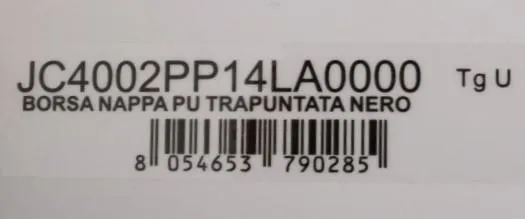 JC4002PP14LA0000 Tg U
BORSA NAPPA PU TRAPUNTATA NERO
8 054653 790285